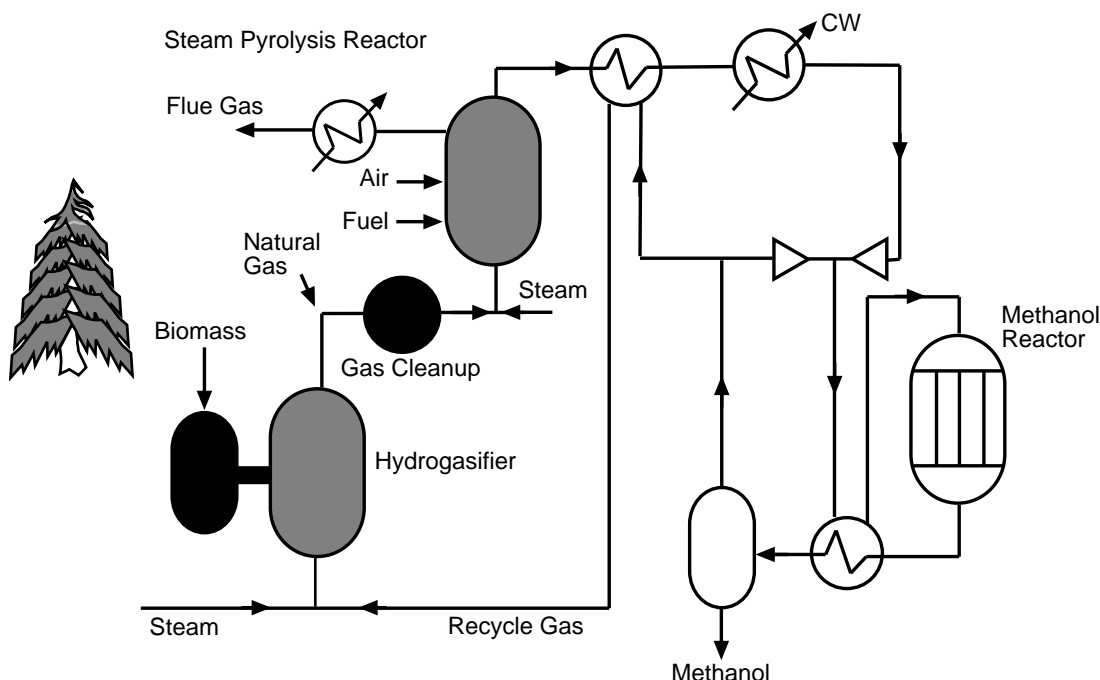 CW
Steam Pyrolysis Reactor
Flue Gas
Air
Fuel
Natural
Gas
Steam
Methanol
Reactor
Biomass
Gas Cleanup
Hydrogasifier
Steam
Recycle Gas
Methanol